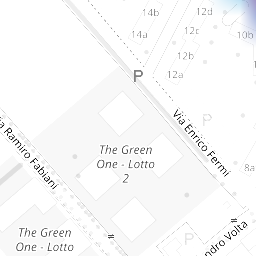 14b
12d
14a
12c
10b
12b
P
12a
Via Enrico Fermi
P
Ramiro Fabiani
The Green
One - Lotto
2
8a
The Green
One - Lotto
ndro Volta